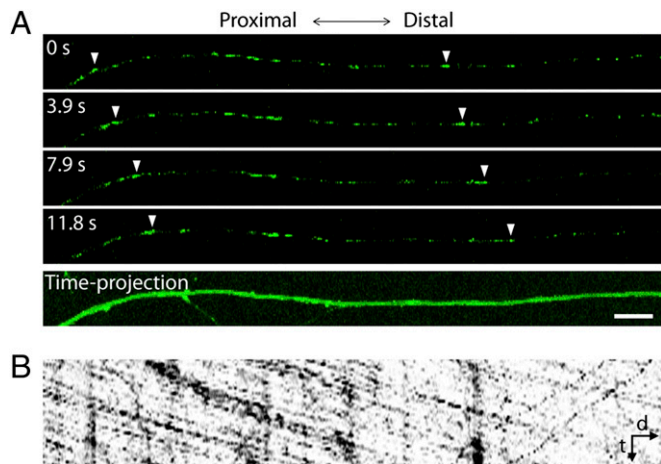 A
Proximal ⟷ Distal
0 s
3.9 s
7.9 s
11.8 s
Time-projection
B
d
t